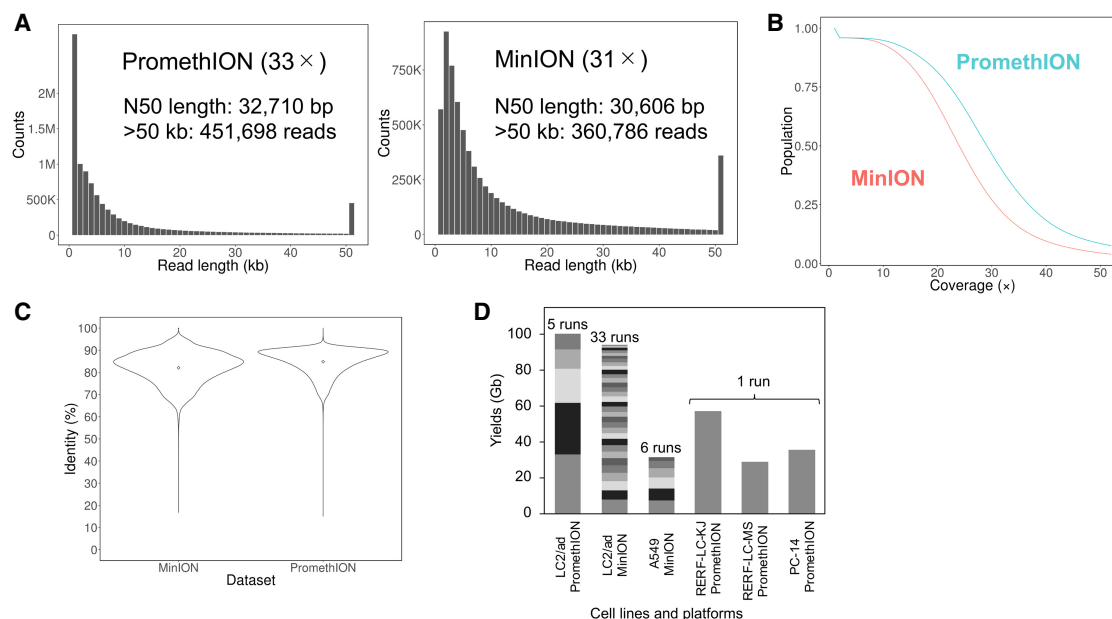 A
PromethION (33 ×)
N50 length: 32,710 bp
>50 kb: 451,698 reads
Counts
2M
1.5M
1M
500K
0
0 10 20 30 40 50
Read length (kb)
MinION (31 ×)
N50 length: 30,606 bp
>50 kb: 360,786 reads
Counts
750K
500K
250K
0
0 10 20 30 40 50
Read length (kb)
B
PromethION
MinION
Population
1.00
0.75
0.50
0.25
0.00
0 10 20 30 40 50
Coverage (×)
C
Identity (%)
100
90
80
70
60
50
40
30
20
10
0
MinION PromethION
Dataset
D
Yields (Gb)
100
80
60
40
20
0
5 runs
33 runs
6 runs
1 run
LC2/ad
PromethION
LC2/ad
MinION
A549
MinION
RERF-LC-KJ
PromethION
RERF-LC-MS
PromethION
PC-14
PromethION
Cell lines and platforms